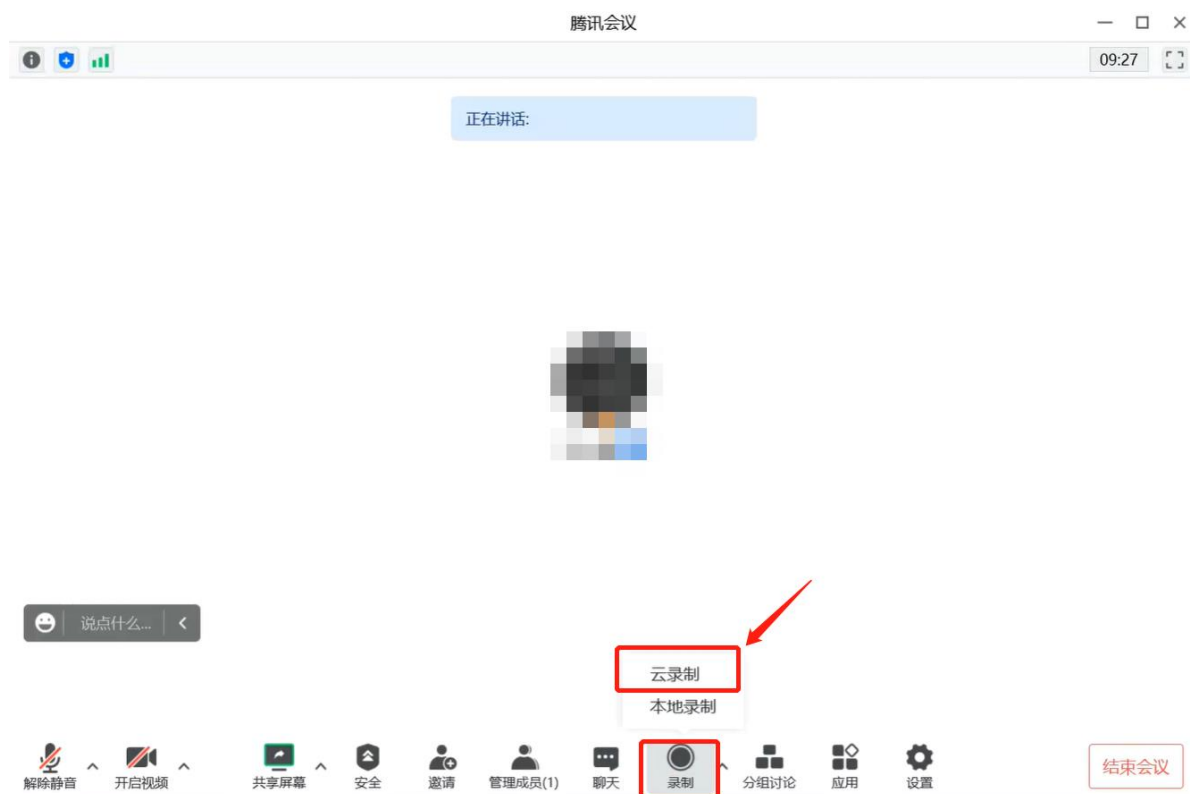 腾讯会议
09:27
正在讲话:
说点什么...
云录制
本地录制
解除静音
开启视频
共享屏幕
安全
邀请
管理成员(1)
聊天
录制
分组讨论
应用
设置
结束会议